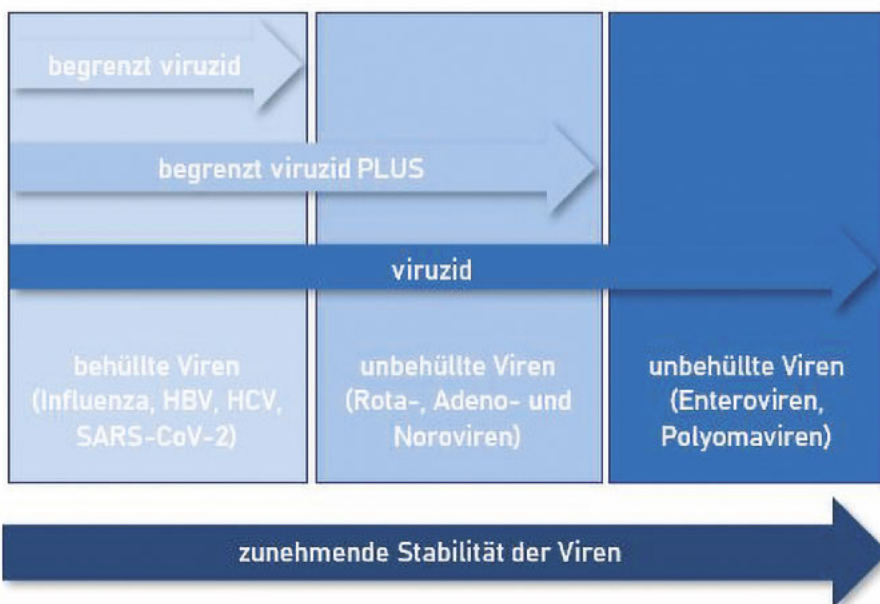 begrenzt viruzid
begrenzt viruzid PLUS
viruzid
behüllte Viren
(Influenza, HBV, HCV,
SARS-CoV-2)
unbehüllte Viren
(Rota-, Adeno- und
Noroviren)
unbehüllte Viren
(Enteroviren,
Polyomaviren)
zunehmende Stabilität der Viren